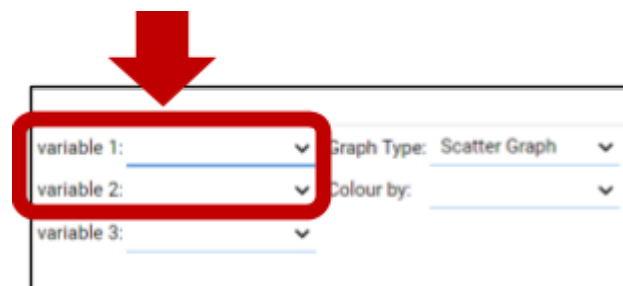 variable 1: Graph Type: Scatter Graph
variable 2: Colour by:
variable 3: